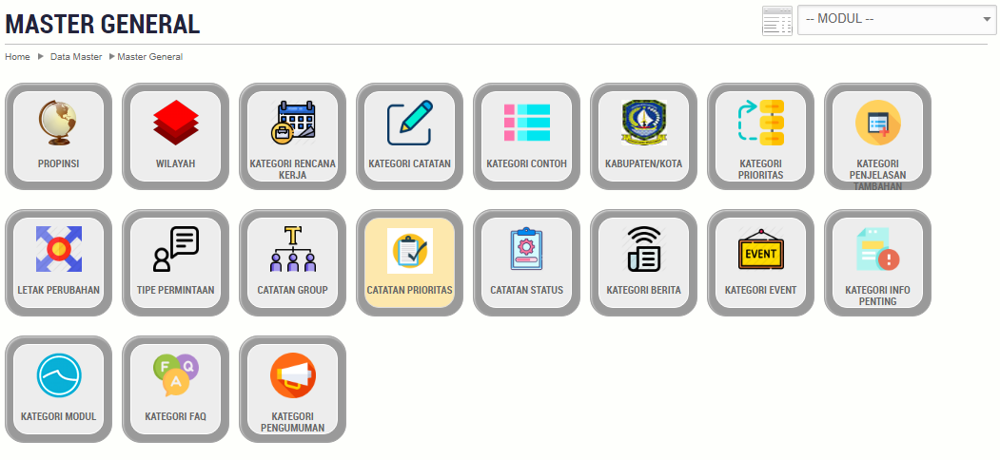 MASTER GENERAL
-- MODUL --
Home Data Master Master General
PROPINSI
WILAYAH
KATEGORI RENCANA
KERJA
KATEGORI CATATAN
KATEGORI CONTOH
KABUPATEN/KOTA
KATEGORI
PRIORITAS
KATEGORI
PENJELASAN
TAMBAHAN
LETAK PERUBAHAN
TIPE PERMINTAAN
T
CATATAN GROUP
CATATAN PRIORITAS
CATATAN STATUS
KATEGORI BERITA
EVENT
KATEGORI EVENT
KATEGORI INFO
PENTING
KATEGORI MODUL
F Q
A
KATEGORI FAQ
KATEGORI
PENGUMUMAN